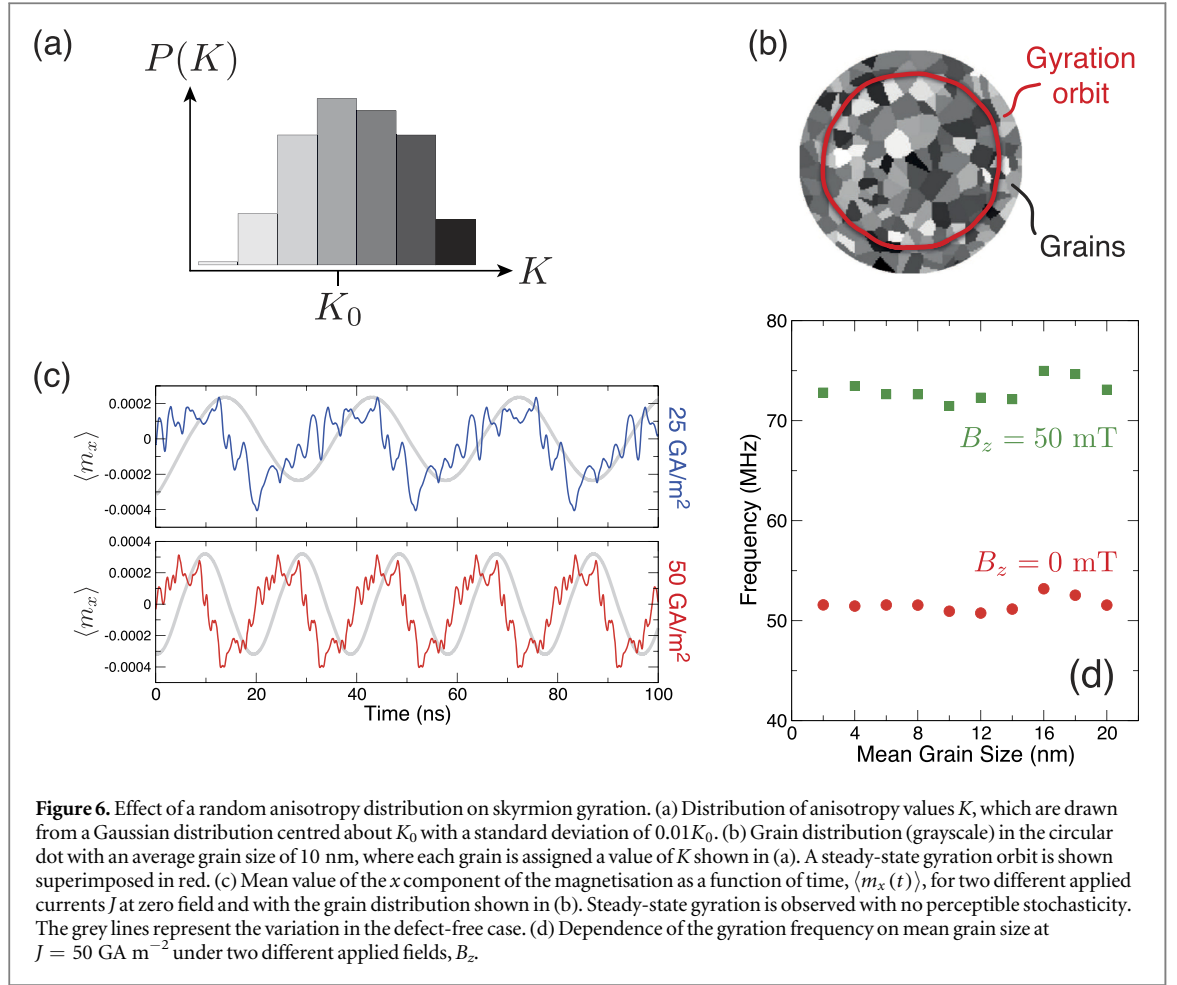 (a)
P(K)
K
K₀
(b)
Gyration
orbit
Grains
(c)
⟨mₓ⟩
0.0002
0
-0.0002
-0.0004
25 GA/m²
⟨mₓ⟩
0.0004
0.0002
0
-0.0002
-0.0004
50 GA/m²
0 20 40 60 80 100
Time (ns)
80
70
60
50
40
Frequency (MHz)
B_z = 50 mT
B_z = 0 mT
(d)
0 4 8 12 16 20
Mean Grain Size (nm)
Figure 6. Effect of a random anisotropy distribution on skyrmion gyration. (a) Distribution of anisotropy values K, which are drawn
from a Gaussian distribution centred about K₀ with a standard deviation of 0.01K₀. (b) Grain distribution (grayscale) in the circular
dot with an average grain size of 10 nm, where each grain is assigned a value of K shown in (a). A steady-state gyration orbit is shown
superimposed in red. (c) Mean value of the x component of the magnetisation as a function of time, ⟨mₓ (t)⟩, for two different applied
currents J at zero field and with the grain distribution shown in (b). Steady-state gyration is observed with no perceptible stochasticity.
The grey lines represent the variation in the defect-free case. (d) Dependence of the gyration frequency on mean grain size at
J = 50 GA m⁻² under two different applied fields, B_z.